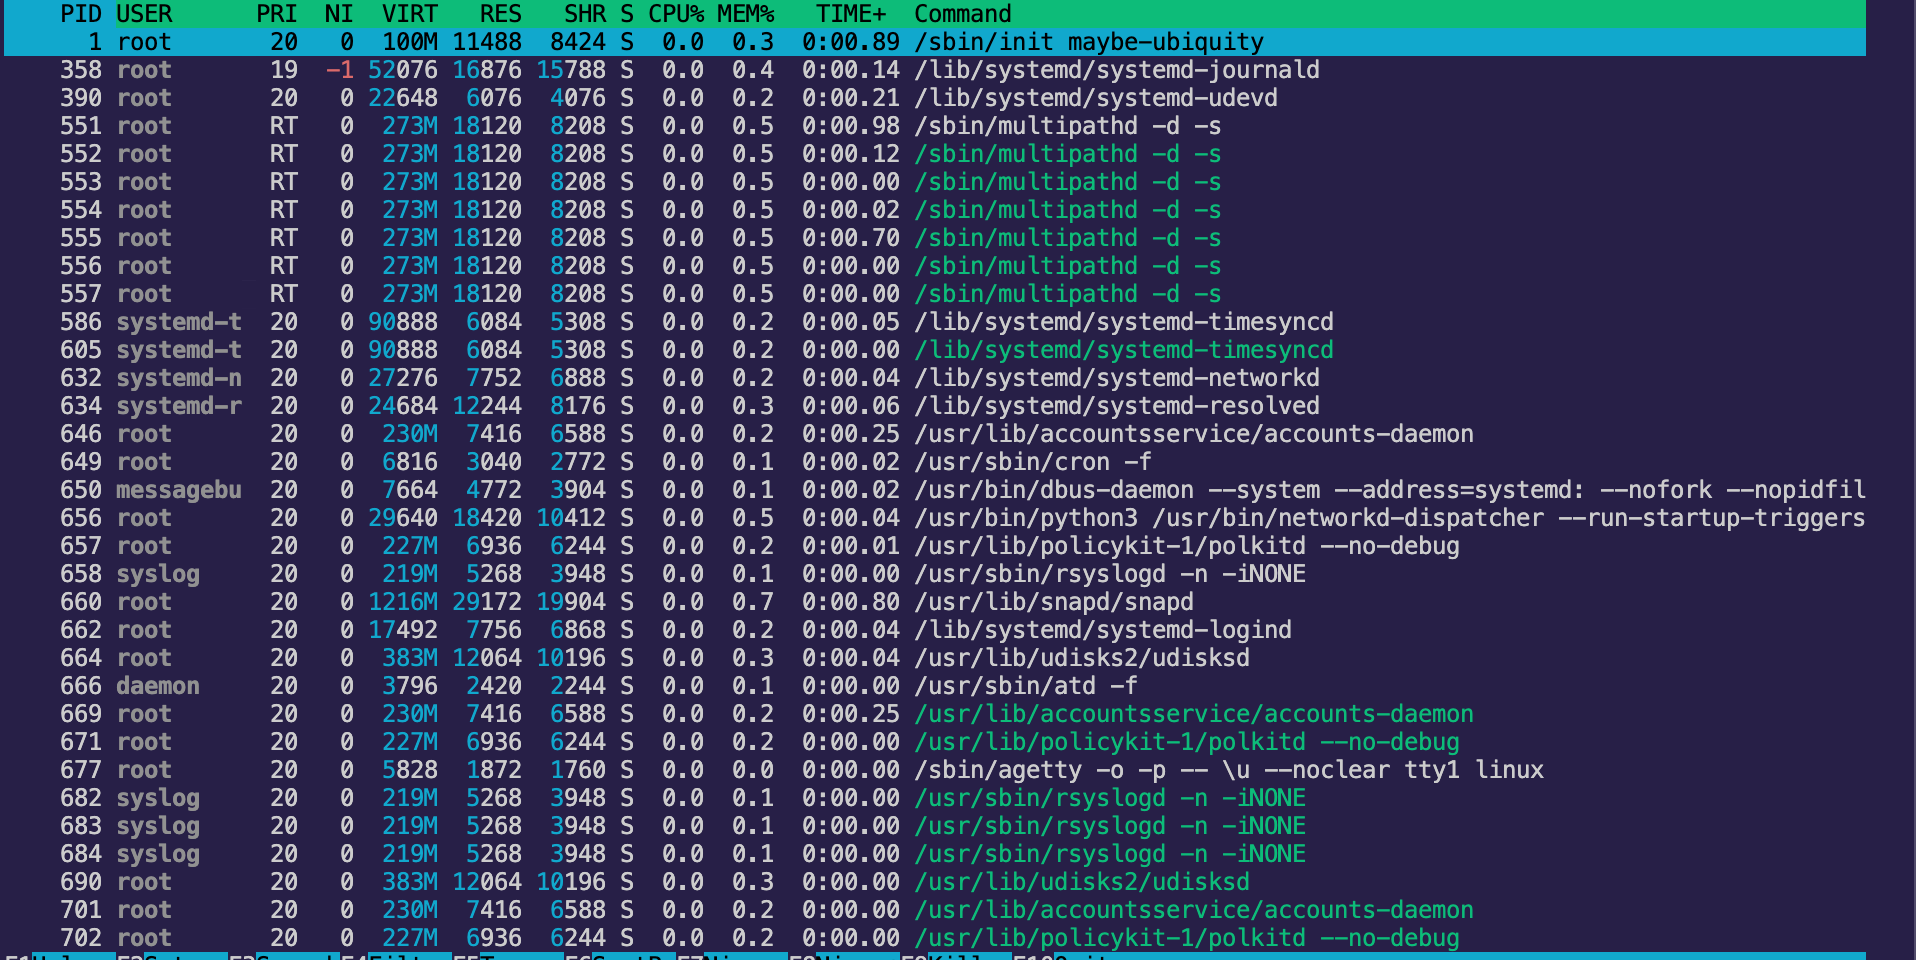 PID USER PRI NI VIRT RES SHR S CPU% MEM% TIME+ Command
1 root 20 0 100M 11488 8424 S 0.0 0.3 0:00.89 /sbin/init maybe-ubiquity
358 root 19 -1 52076 16876 15788 S 0.0 0.4 0:00.14 /lib/systemd/systemd-journald
390 root 20 0 22648 6076 4076 S 0.0 0.2 0:00.21 /lib/systemd/systemd-udevd
551 root RT 0 273M 18120 8208 S 0.0 0.5 0:00.98 /sbin/multipathd -d -s
552 root RT 0 273M 18120 8208 S 0.0 0.5 0:00.12 /sbin/multipathd -d -s
553 root RT 0 273M 18120 8208 S 0.0 0.5 0:00.00 /sbin/multipathd -d -s
554 root RT 0 273M 18120 8208 S 0.0 0.5 0:00.02 /sbin/multipathd -d -s
555 root RT 0 273M 18120 8208 S 0.0 0.5 0:00.70 /sbin/multipathd -d -s
556 root RT 0 273M 18120 8208 S 0.0 0.5 0:00.00 /sbin/multipathd -d -s
557 root RT 0 273M 18120 8208 S 0.0 0.5 0:00.00 /sbin/multipathd -d -s
586 systemd-t 20 0 90888 6084 5308 S 0.0 0.2 0:00.05 /lib/systemd/systemd-timesyncd
605 systemd-t 20 0 90888 6084 5308 S 0.0 0.2 0:00.00 /lib/systemd/systemd-timesyncd
632 systemd-n 20 0 27276 7752 6888 S 0.0 0.2 0:00.04 /lib/systemd/systemd-networkd
634 systemd-r 20 0 24684 12244 8176 S 0.0 0.3 0:00.06 /lib/systemd/systemd-resolved
646 root 20 0 230M 7416 6588 S 0.0 0.2 0:00.25 /usr/lib/accountsservice/accounts-daemon
649 root 20 0 6816 3040 2772 S 0.0 0.1 0:00.02 /usr/sbin/cron -f
650 messagebu 20 0 7664 4772 3904 S 0.0 0.1 0:00.02 /usr/bin/dbus-daemon --system --address=systemd: --nofork --nopidfil
656 root 20 0 29640 18420 10412 S 0.0 0.5 0:00.04 /usr/bin/python3 /usr/bin/networkd-dispatcher --run-startup-triggers
657 root 20 0 227M 6936 6244 S 0.0 0.2 0:00.01 /usr/lib/policykit-1/polkitd --no-debug
658 syslog 20 0 219M 5268 3948 S 0.0 0.1 0:00.00 /usr/sbin/rsyslogd -n -iNONE
660 root 20 0 1216M 29172 19904 S 0.0 0.7 0:00.80 /usr/lib/snapd/snapd
662 root 20 0 17492 7756 6868 S 0.0 0.2 0:00.04 /lib/systemd/systemd-logind
664 root 20 0 383M 12064 10196 S 0.0 0.3 0:00.04 /usr/lib/udisks2/udisksd
666 daemon 20 0 3796 2420 2244 S 0.0 0.1 0:00.00 /usr/sbin/atd -f
669 root 20 0 230M 7416 6588 S 0.0 0.2 0:00.25 /usr/lib/accountsservice/accounts-daemon
671 root 20 0 227M 6936 6244 S 0.0 0.2 0:00.00 /usr/lib/policykit-1/polkitd --no-debug
677 root 20 0 5828 1872 1760 S 0.0 0.0 0:00.00 /sbin/agetty -o -p -- \u --noclear tty1 linux
682 syslog 20 0 219M 5268 3948 S 0.0 0.1 0:00.00 /usr/sbin/rsyslogd -n -iNONE
683 syslog 20 0 219M 5268 3948 S 0.0 0.1 0:00.00 /usr/sbin/rsyslogd -n -iNONE
684 syslog 20 0 219M 5268 3948 S 0.0 0.1 0:00.00 /usr/sbin/rsyslogd -n -iNONE
690 root 20 0 383M 12064 10196 S 0.0 0.3 0:00.00 /usr/lib/udisks2/udisksd
701 root 20 0 230M 7416 6588 S 0.0 0.2 0:00.00 /usr/lib/accountsservice/accounts-daemon
702 root 20 0 227M 6936 6244 S 0.0 0.2 0:00.00 /usr/lib/policykit-1/polkitd --no-debug